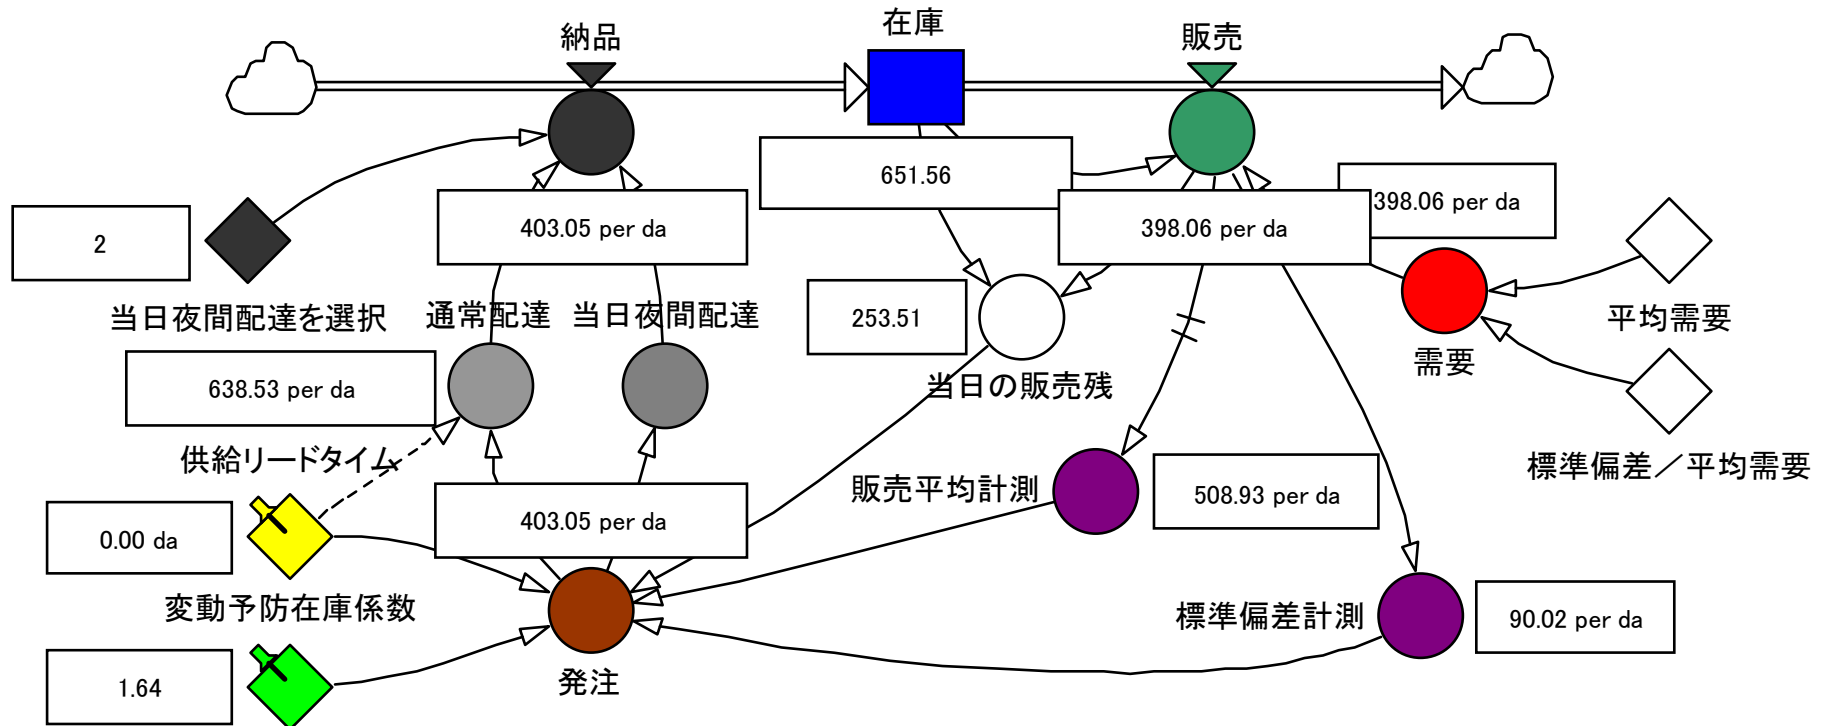 在庫
納品
販売
651.56
398.06 per da
2
403.05 per da
398.06 per da
当日夜間配達を選択
通常配達
当日夜間配達
253.51
平均需要
需要
638.53 per da
当日の販売残
供給リードタイム
販売平均計測
508.93 per da
標準偏差／平均需要
0.00 da
403.05 per da
変動予防在庫係数
標準偏差計測
90.02 per da
1.64
発注